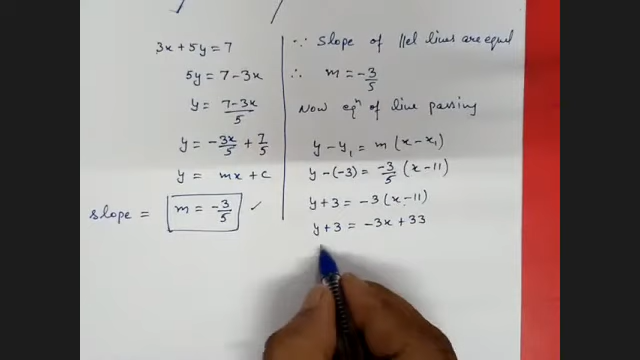 3x + 5y = 7
5y = 7 - 3x
y = (7 - 3x)/5
y = -3x/5 + 7/5
y = mx + c
slope = m = -3/5 ✓
∵ Slope of llel lines are equal
∴ m = -3/5
Now eqⁿ of line passing
y - y₁ = m (x - x₁)
y - (-3) = -3/5 (x - 11)
y + 3 = -3 (x - 11)
y + 3 = -3x + 33